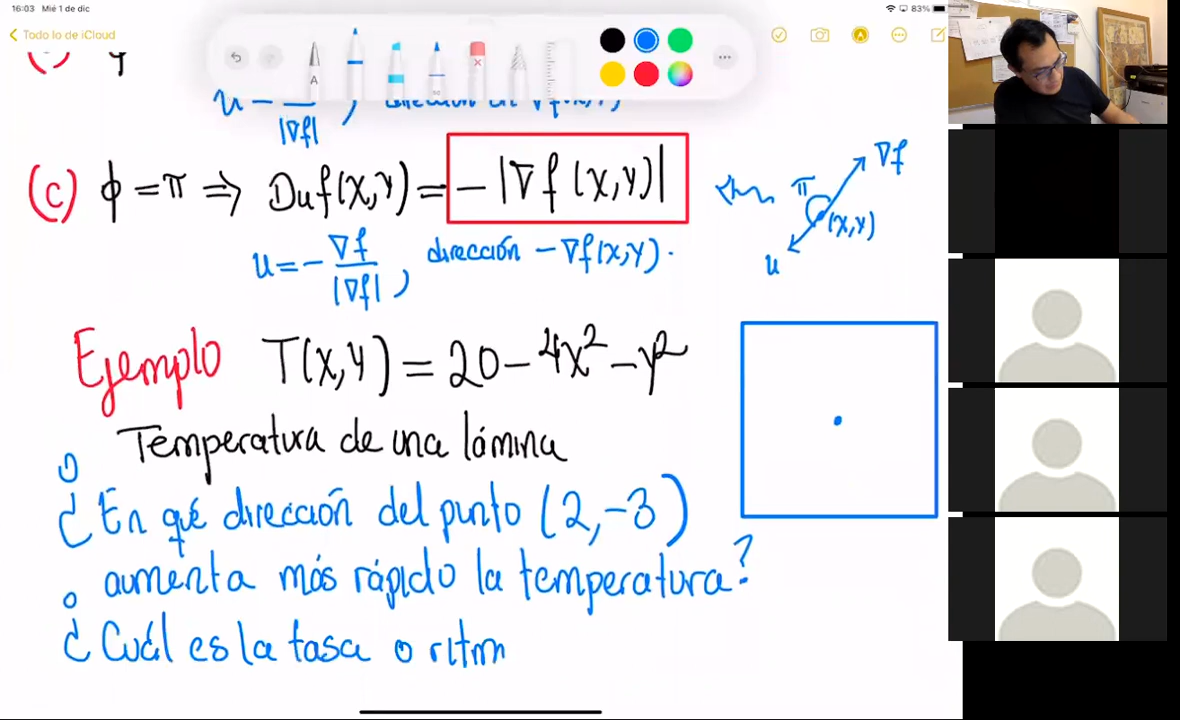 16:03 Mié 1 de dic
83%
Todo lo de iCloud
A
u = / |∇f| ,
(c) ϕ = π ⇒ Duf(x,y) = -|∇f(x,y)|
π ∇f (x,y) u
u = - ∇f / |∇f| , dirección -∇f(x,y).
Ejemplo T(x,y) = 20 - 4x² - y²
Temperatura de una lámina
¿En qué dirección del punto (2,-3)
aumenta más rápido la temperatura?
¿Cuál es la tasa o ritm